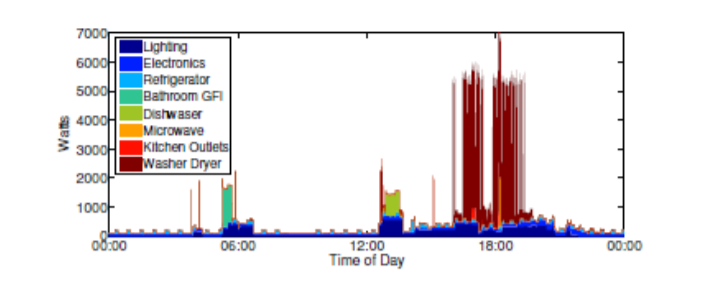 7000
6000
5000
4000
3000
2000
1000
0
Watts
Lighting
Electronics
Refrigerator
Bathroom GFI
Dishwaser
Microwave
Kitchen Outlets
Washer Dryer
00:00 06:00 12:00 18:00 00:00
Time of Day